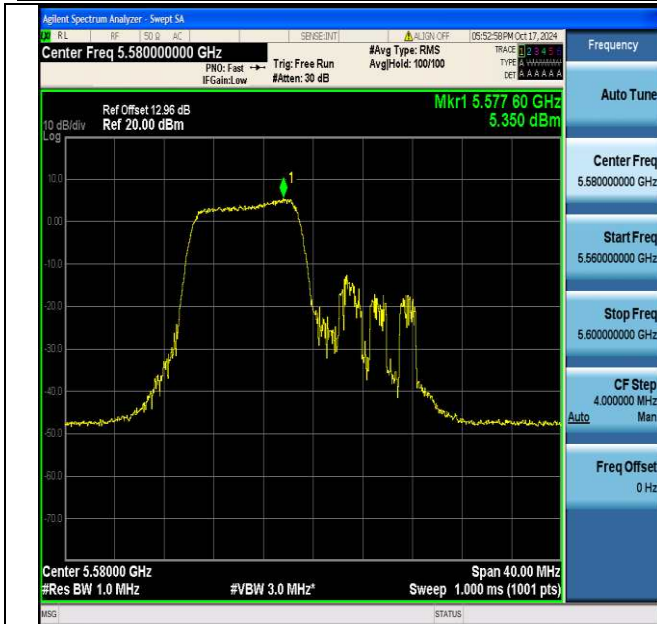 Agilent Spectrum Analyzer - Swept SA
RL RF 50 Ω AC SENSE:INT ALIGN OFF 05:52:58PM Oct 17, 2024
Center Freq 5.580000000 GHz
PNO: Fast
IFGain:Low
Trig: Free Run
#Atten: 30 dB
#Avg Type: RMS
Avg|Hold: 100/100
TRACE 1 2 3 4 5 6
TYPE A
DET A A A A A A
Ref Offset 12.96 dB
10 dB/div Ref 20.00 dBm
Log
Mkr1 5.577 60 GHz
5.350 dBm
1
10.0
0.00
-10.0
-20.0
-30.0
-40.0
-50.0
-60.0
-70.0
Center 5.58000 GHz Span 40.00 MHz
#Res BW 1.0 MHz #VBW 3.0 MHz* Sweep 1.000 ms (1001 pts)
MSG STATUS
Frequency
Auto Tune
Center Freq
5.580000000 GHz
Start Freq
5.560000000 GHz
Stop Freq
5.600000000 GHz
CF Step
4.000000 MHz
Auto Man
Freq Offset
0 Hz